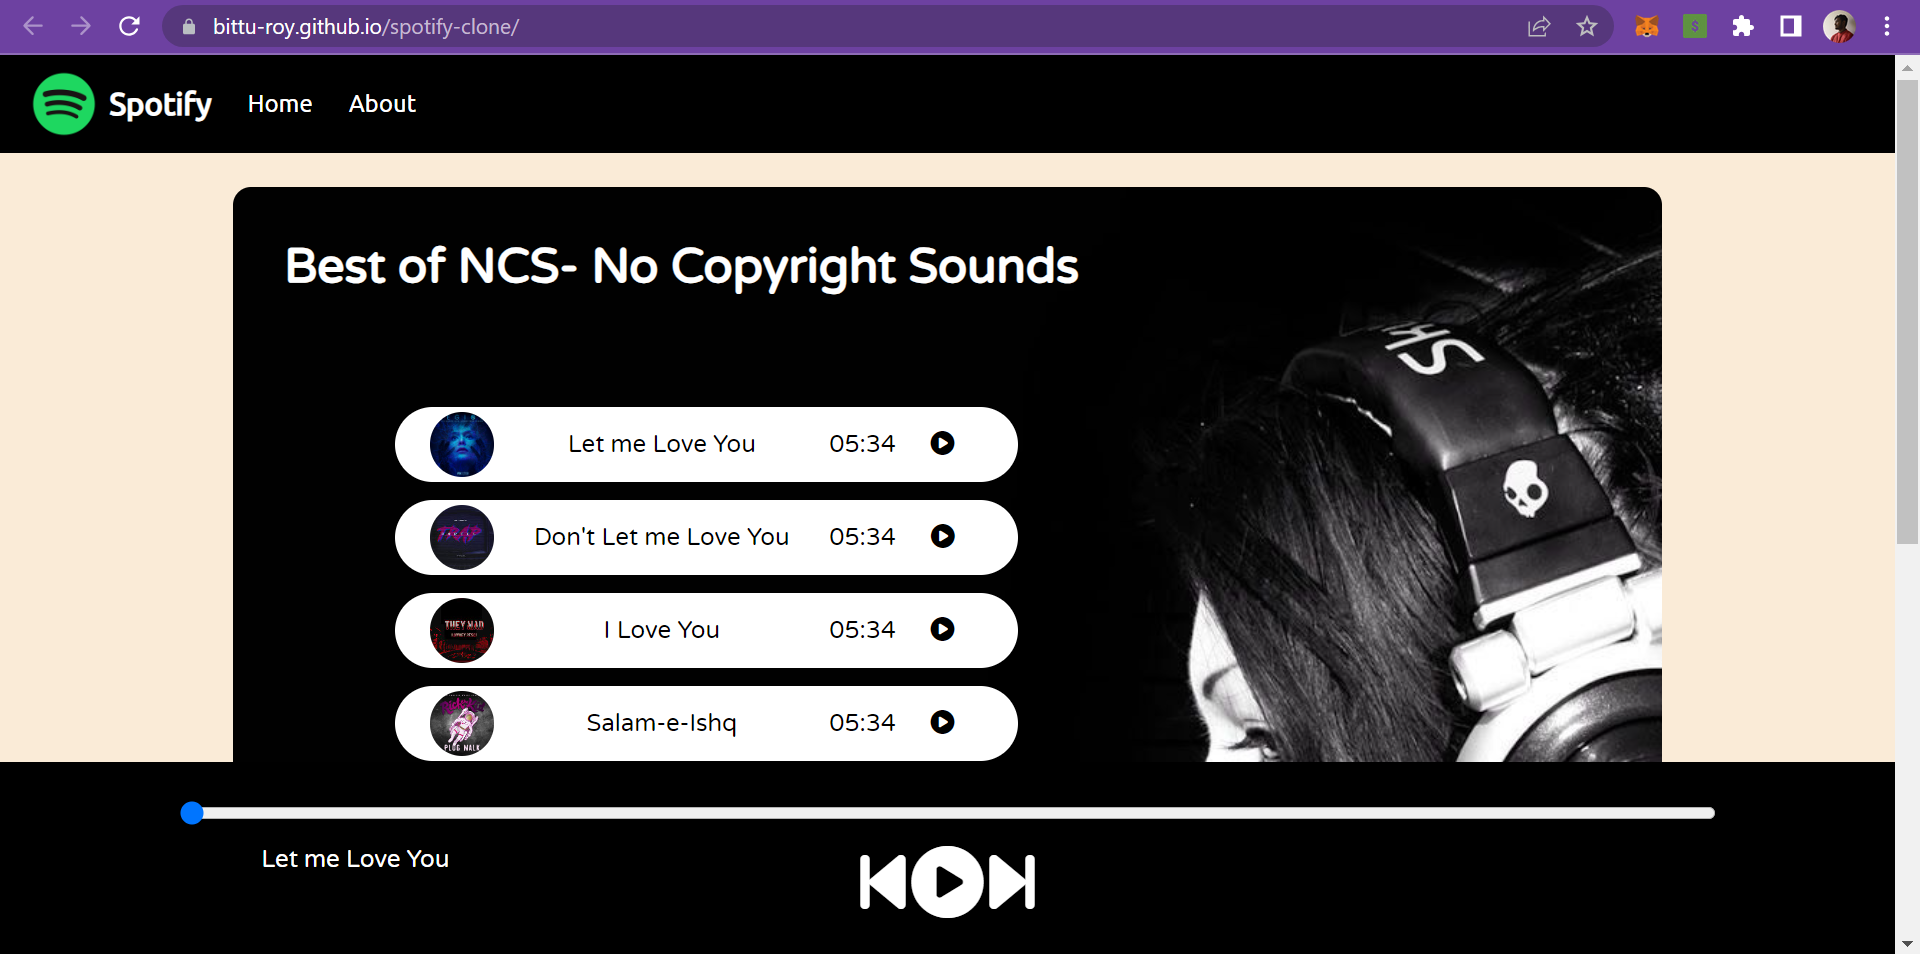 bittu-roy.github.io/spotify-clone/
Spotify Home About
Best of NCS- No Copyright Sounds
SK
Let me Love You 05:34
TRAP
Don't Let me Love You 05:34
THEY MAD
I Love You 05:34
Salam-e-Ishq 05:34
PLUG WALK
Let me Love You